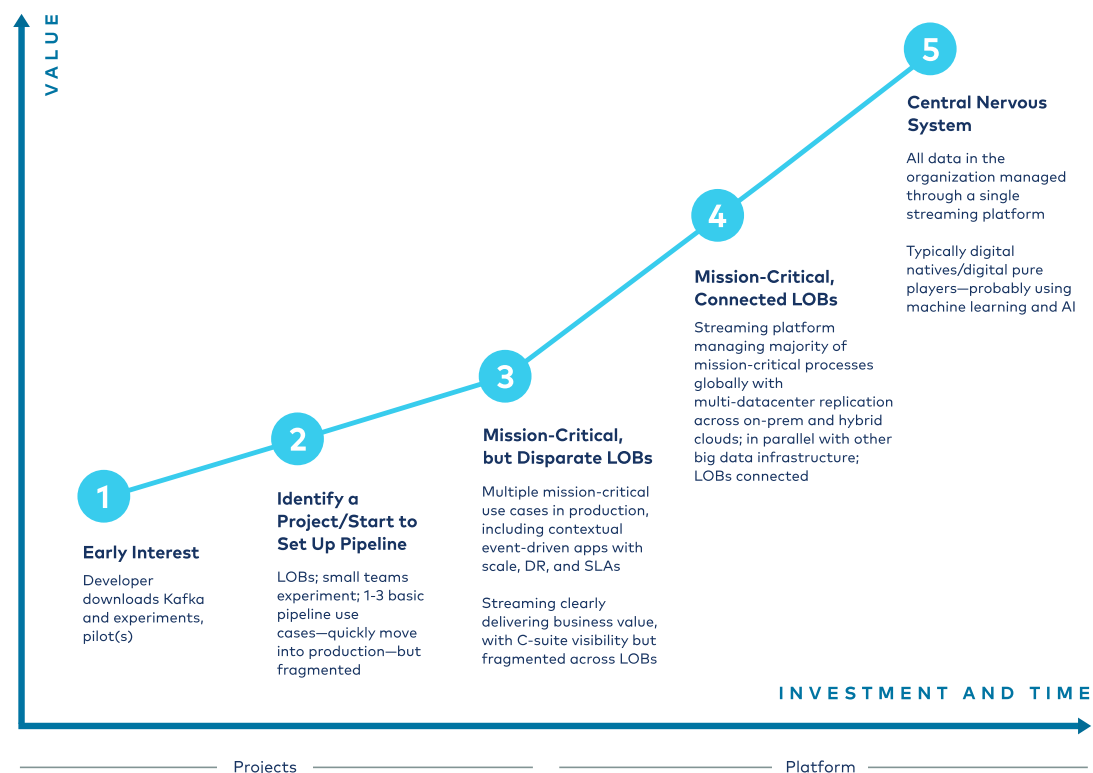 VALUE
1
Early Interest
Developer
downloads Kafka
and experiments,
pilot(s)
2
Identify a
Project/Start to
Set Up Pipeline
LOBs; small teams
experiment; 1-3 basic
pipeline use
cases—quickly move
into production—but
fragmented
3
Mission-Critical,
but Disparate LOBs
Multiple mission-critical
use cases in production,
including contextual
event-driven apps with
scale, DR, and SLAs
Streaming clearly
delivering business value,
with C-suite visibility but
fragmented across LOBs
4
Mission-Critical,
Connected LOBs
Streaming platform
managing majority of
mission-critical processes
globally with
multi-datacenter replication
across on-prem and hybrid
clouds; in parallel with other
big data infrastructure;
LOBs connected
5
Central Nervous
System
All data in the
organization managed
through a single
streaming platform
Typically digital
natives/digital pure
players—probably using
machine learning and AI
INVESTMENT AND TIME
Projects
Platform